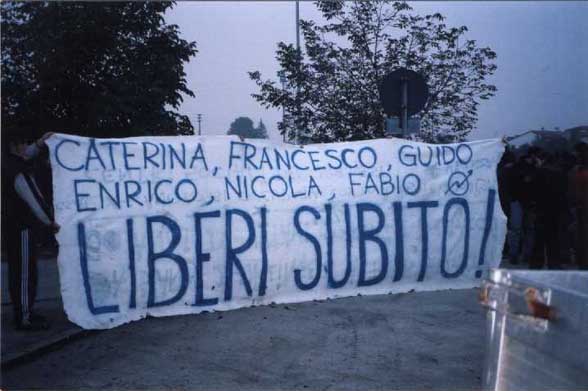 CATERINA, FRANCESCO, GUIDO
ENRICO, NICOLA, FABIO
LIBERI SUBITO!